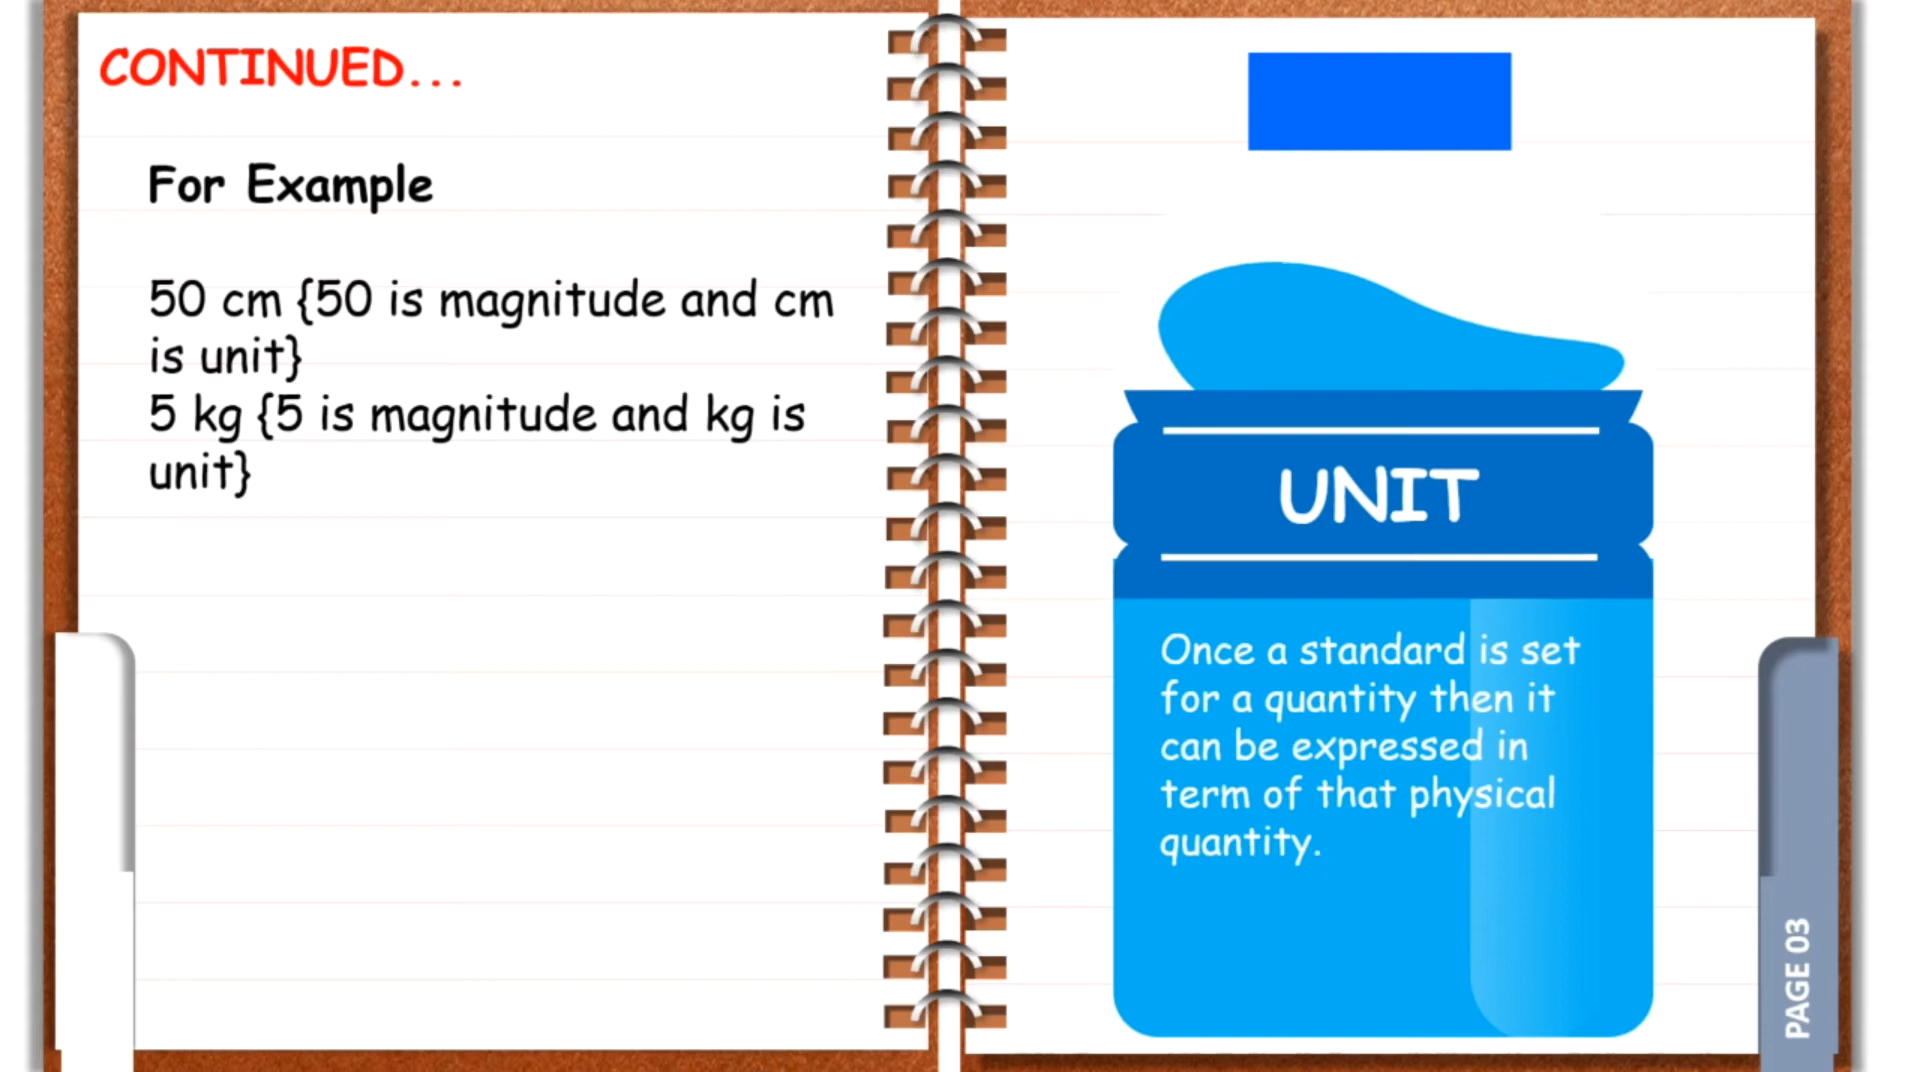 CONTINUED...
For Example
50 cm {50 is magnitude and cm
is unit}
5 kg {5 is magnitude and kg is
unit}
UNIT
Once a standard is set
for a quantity then it
can be expressed in
term of that physical
quantity.
PAGE 03